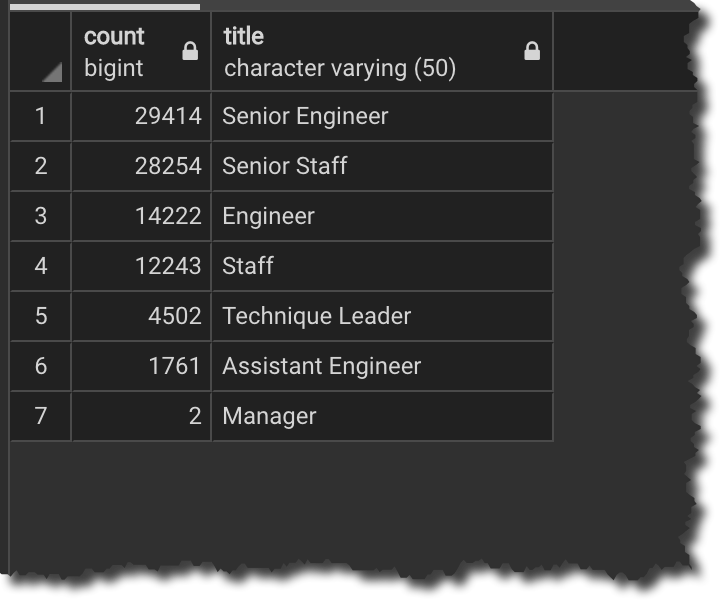 count title
bigint character varying (50)
1 29414 Senior Engineer
2 28254 Senior Staff
3 14222 Engineer
4 12243 Staff
5 4502 Technique Leader
6 1761 Assistant Engineer
7 2 Manager